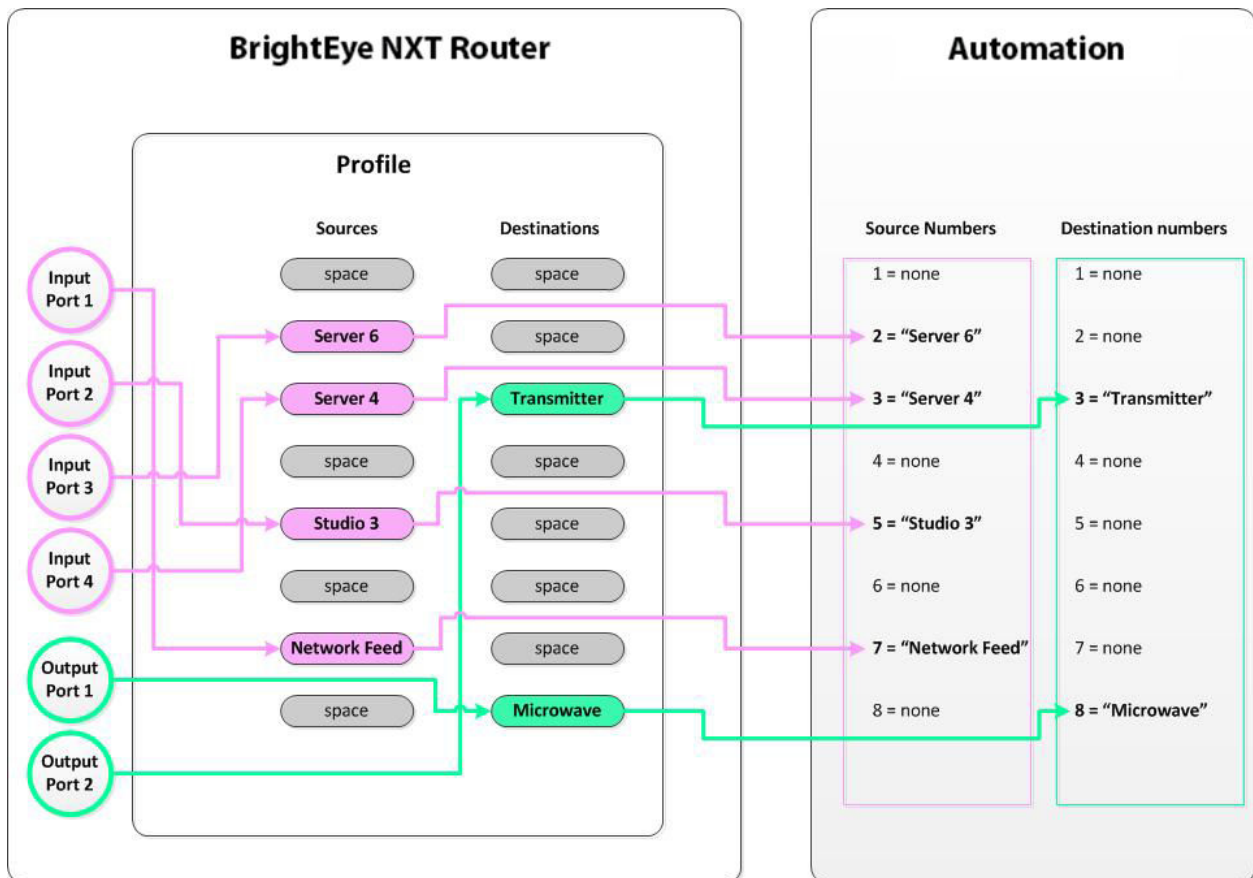 BrightEye NXT Router
Automation
Profile
Sources
Destinations
Source Numbers
Destination numbers
Input
Port 1
Input
Port 2
Input
Port 3
Input
Port 4
Output
Port 1
Output
Port 2
space
Server 6
Server 4
space
Studio 3
space
Network Feed
space
space
space
Transmitter
space
space
space
space
Microwave
1 = none
2 = “Server 6”
3 = “Server 4”
4 = none
5 = “Studio 3”
6 = none
7 = “Network Feed”
8 = none
1 = none
2 = none
3 = “Transmitter”
4 = none
5 = none
6 = none
7 = none
8 = “Microwave”